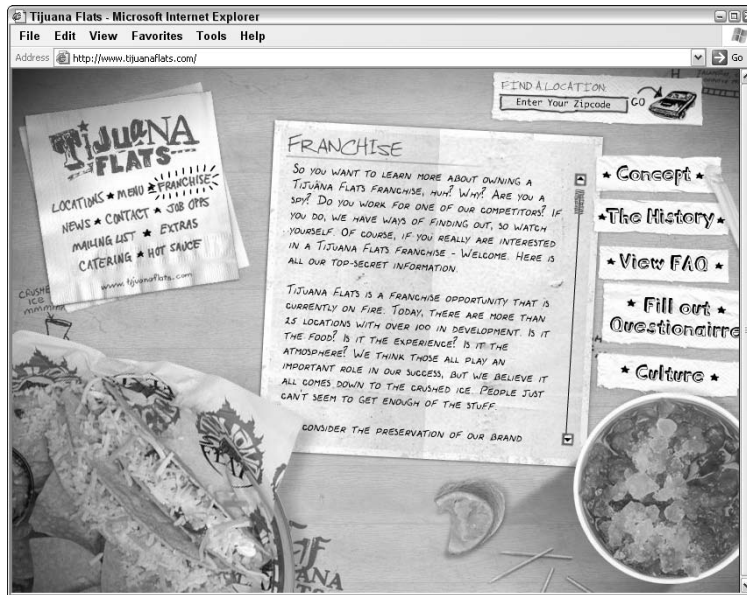 Tijuana Flats - Microsoft Internet Explorer
File Edit View Favorites Tools Help
Address http://www.tijuanaflats.com/ Go
FIND A LOCATION:
Enter Your Zipcode GO
TIJUANA
FLATS
LOCATIONS ★ MENU ★ FRANCHISE
NEWS ★ CONTACT ★ JOB OPPS
MAILING LIST ★ EXTRAS
CATERING ★ HOT SAUCE
www.tijuanaflats.com
CRUSHED
ICE
FRANCHISE
SO YOU WANT TO LEARN MORE ABOUT OWNING A
TIJUANA FLATS FRANCHISE, HUH? WHY? ARE YOU A
SPY? DO YOU WORK FOR ONE OF OUR COMPETITORS? IF
YOU DO, WE HAVE WAYS OF FINDING OUT, SO WATCH
YOURSELF. OF COURSE, IF YOU REALLY ARE INTERESTED
IN A TIJUANA FLATS FRANCHISE - WELCOME. HERE IS
ALL OUR TOP-SECRET INFORMATION.
TIJUANA FLATS IS A FRANCHISE OPPORTUNITY THAT IS
CURRENTLY ON FIRE. TODAY, THERE ARE MORE THAN
25 LOCATIONS WITH OVER 100 IN DEVELOPMENT. IS IT
THE FOOD? IS IT THE EXPERIENCE? IS IT THE
ATMOSPHERE? WE THINK THOSE ALL PLAY AN
IMPORTANT ROLE IN OUR SUCCESS, BUT WE BELIEVE IT
ALL COMES DOWN TO THE CRUSHED ICE. PEOPLE JUST
CAN'T SEEM TO GET ENOUGH OF THE STUFF.
CONSIDER THE PRESERVATION OF OUR BRAND
★ Concept ★
★The History★
★ View FAQ ★
★ Fill out ★
Questionairre
★ Culture ★